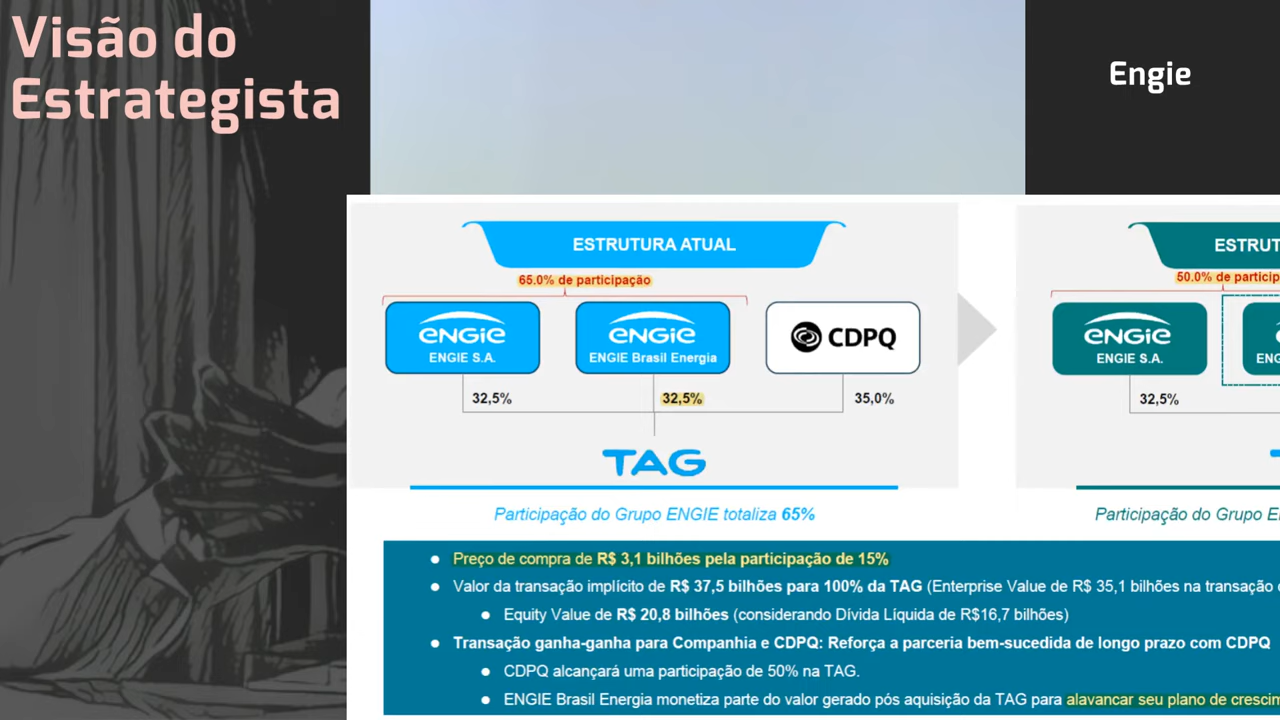 Visão do
Estrategista
Engie
ESTRUTURA ATUAL
65.0% de participação
ENGIE
ENGIE S.A.
ENGIE
ENGIE Brasil Energia
CDPQ
32,5%
32,5%
35,0%
TAG
Participação do Grupo ENGIE totaliza 65%
ESTRUT
50.0% de particip
ENGIE
ENGIE S.A.
ENG
32,5%
Participação do Grupo E
Preço de compra de R$ 3,1 bilhões pela participação de 15%
Valor da transação implícito de R$ 37,5 bilhões para 100% da TAG (Enterprise Value de R$ 35,1 bilhões na transação
Equity Value de R$ 20,8 bilhões (considerando Dívida Líquida de R$16,7 bilhões)
Transação ganha-ganha para Companhia e CDPQ: Reforça a parceria bem-sucedida de longo prazo com CDPQ
CDPQ alcançará uma participação de 50% na TAG.
ENGIE Brasil Energia monetiza parte do valor gerado pós aquisição da TAG para alavancar seu plano de crescin